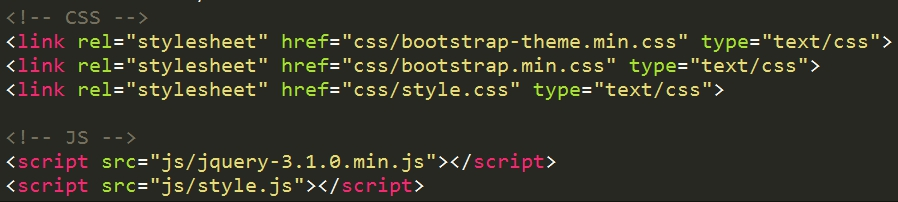 <!-- CSS -->
<link rel="stylesheet" href="css/bootstrap-theme.min.css" type="text/css">
<link rel="stylesheet" href="css/bootstrap.min.css" type="text/css">
<link rel="stylesheet" href="css/style.css" type="text/css">
<!-- JS -->
<script src="js/jquery-3.1.0.min.js"></script>
<script src="js/style.js"></script>